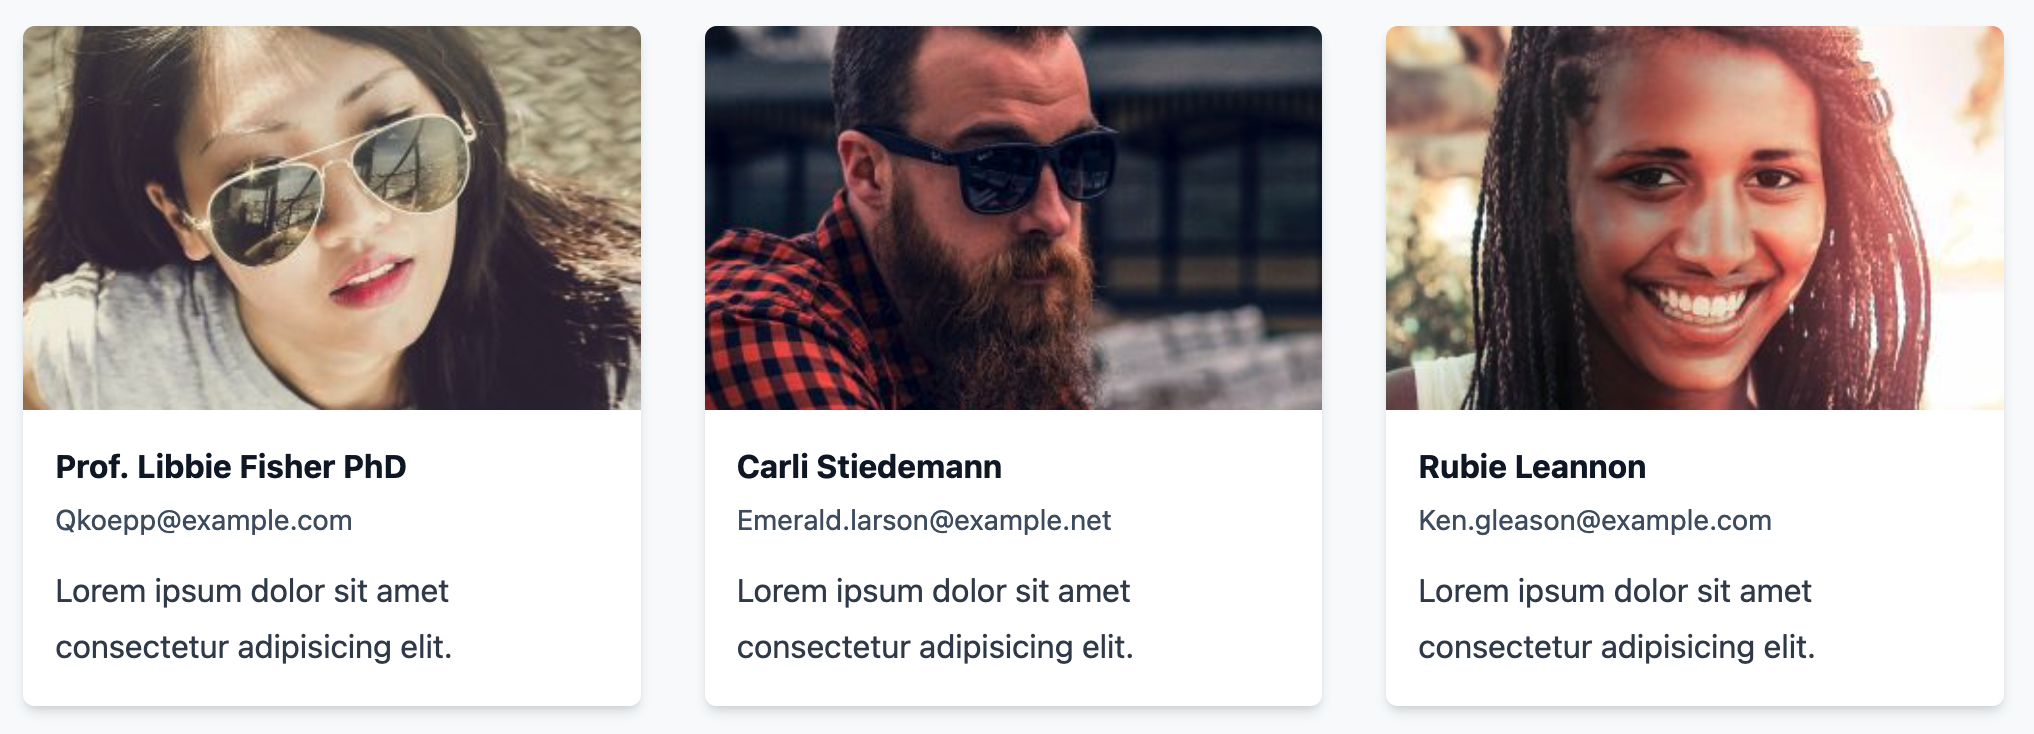 Prof. Libbie Fisher PhD
Qkoepp@example.com
Lorem ipsum dolor sit amet
consectetur adipisicing elit.
Carli Stiedemann
Emerald.larson@example.net
Lorem ipsum dolor sit amet
consectetur adipisicing elit.
Rubie Leannon
Ken.gleason@example.com
Lorem ipsum dolor sit amet
consectetur adipisicing elit.